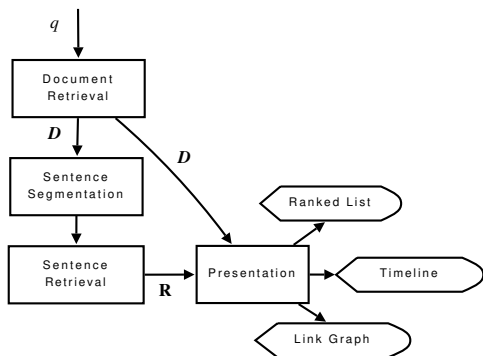 q
Document
Retrieval
D
D
Sentence
Segmentation
Ranked List
Sentence
Retrieval
R
Presentation
Timeline
Link Graph